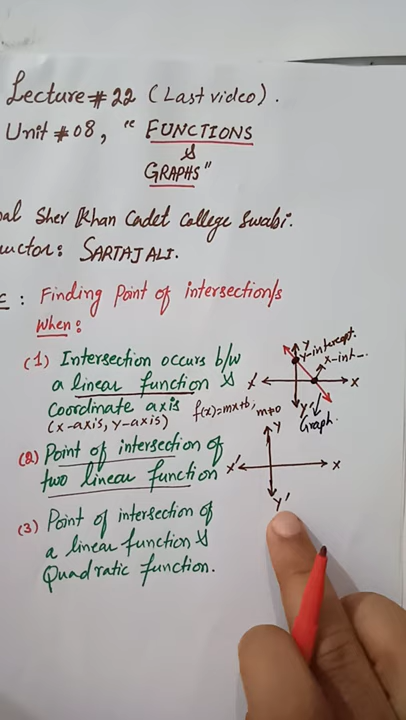 Lecture # 22 (Last video).
Unit # 08, " FUNCTIONS
&
GRAPHS"
Sher Khan Cadet College Swabi.
SARTAJ ALI.
: Finding Point of intersection/s
When:
(1) Intersection occurs b/w
a linear function &
Coordinate axis f(x)=mx+b, m≠0
(x-axis, y-axis)
Y
y-intercept.
x-int-
X' X
Y'
Graph.
(2) Point of intersection of
two linear function
Y
X' X
Y'
(3) Point of intersection of
a linear function &
Quadratic function.